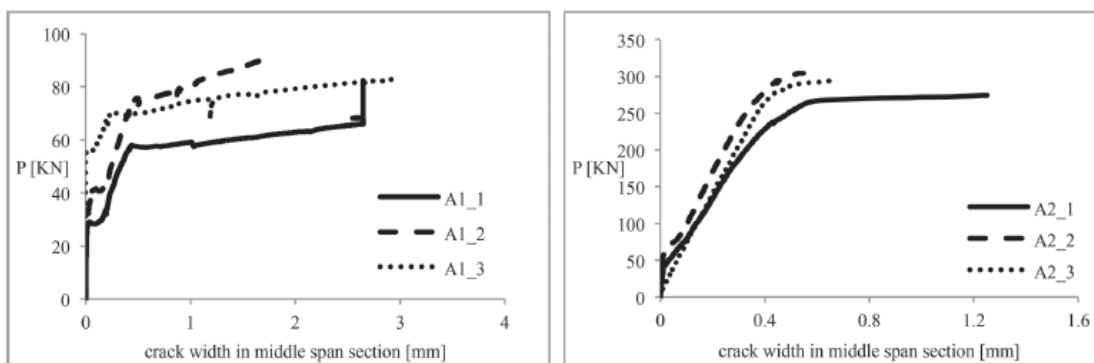 100
80
60
P [KN]
40
20
0
0 1 2 3 4
crack width in middle span section [mm]
A1_1
A1_2
A1_3
350
300
250
200
P [KN]
150
100
50
0
0 0.4 0.8 1.2 1.6
crack width in middle span section [mm]
A2_1
A2_2
A2_3